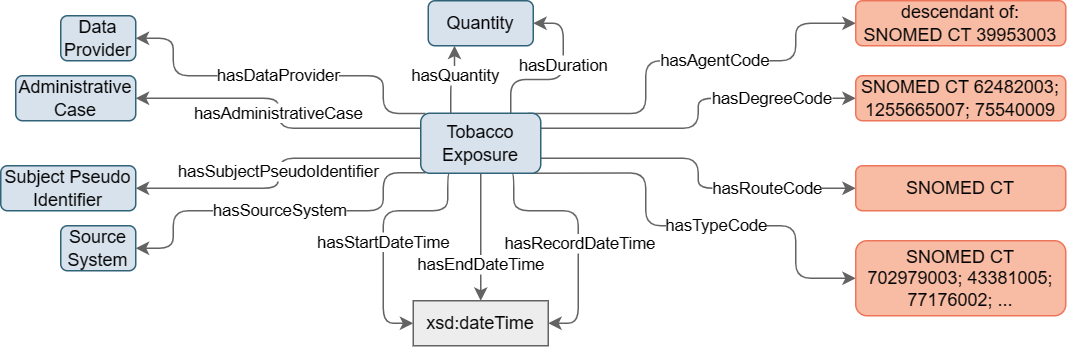 Data
Provider
Quantity
descendant of:
SNOMED CT 39953003
hasDataProvider
hasQuantity
hasDuration
hasAgentCode
Administrative
Case
hasAdministrativeCase
hasDegreeCode
SNOMED CT 62482003;
1255665007; 75540009
Tobacco
Exposure
Subject Pseudo
Identifier
hasSubjectPseudoIdentifier
hasRouteCode
SNOMED CT
hasSourceSystem
Source
System
hasStartDateTime
hasEndDateTime
hasRecordDateTime
hasTypeCode
SNOMED CT
702979003; 43381005;
77176002; ...
xsd:dateTime